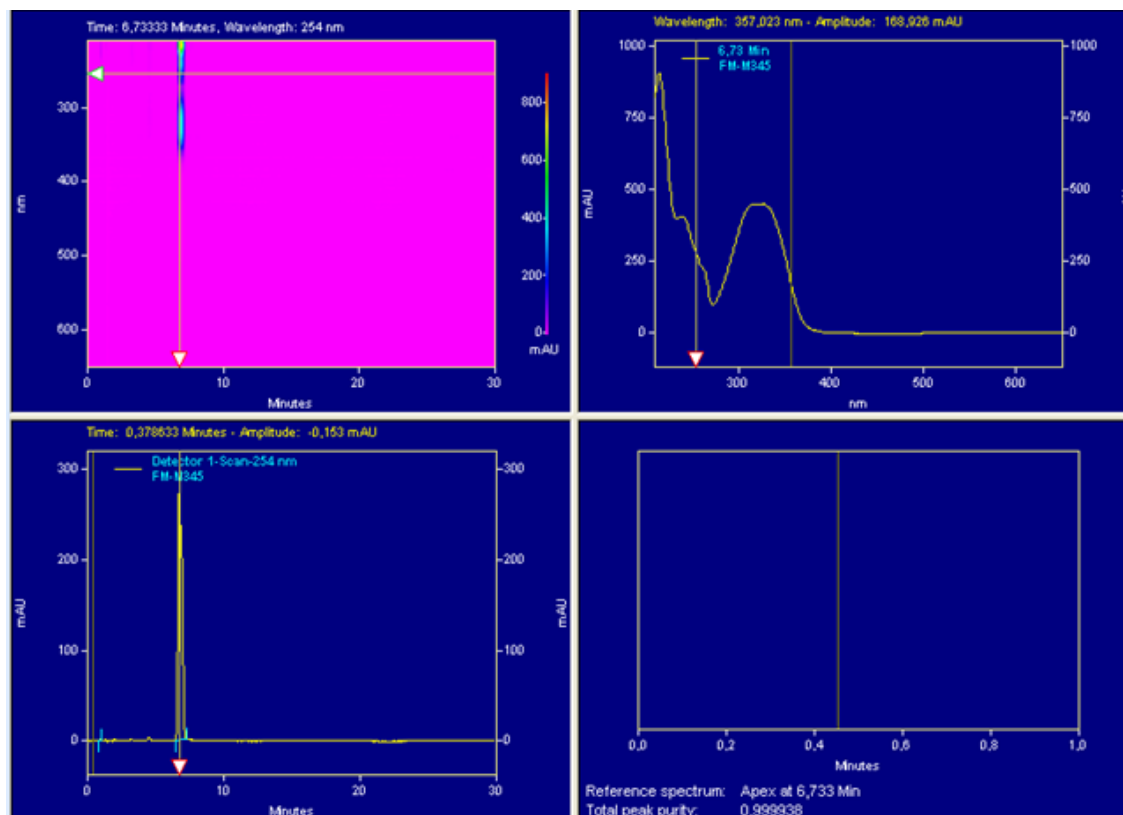 Time: 6,73333 Minutes, Wavelength: 254 nm
300
400
500
600
nm
0
10
20
30
Minutes
800
600
400
200
0
mAU
Wavelength: 357,023 nm - Amplitude: 168,926 mAU
6,73 Min
FM-M345
1000
750
500
250
0
mAU
1000
750
500
250
0
300
400
500
600
nm
Time: 0,378633 Minutes - Amplitude: -0,153 mAU
Detector 1-Scan-254 nm
FM-M345
300
200
100
0
mAU
300
200
100
0
mAU
0
10
20
30
Minutes
0,0
0,2
0,4
0,6
0,8
1,0
Minutes
Reference spectrum: Apex at 6,733 Min
Total peak purity: 0,999938